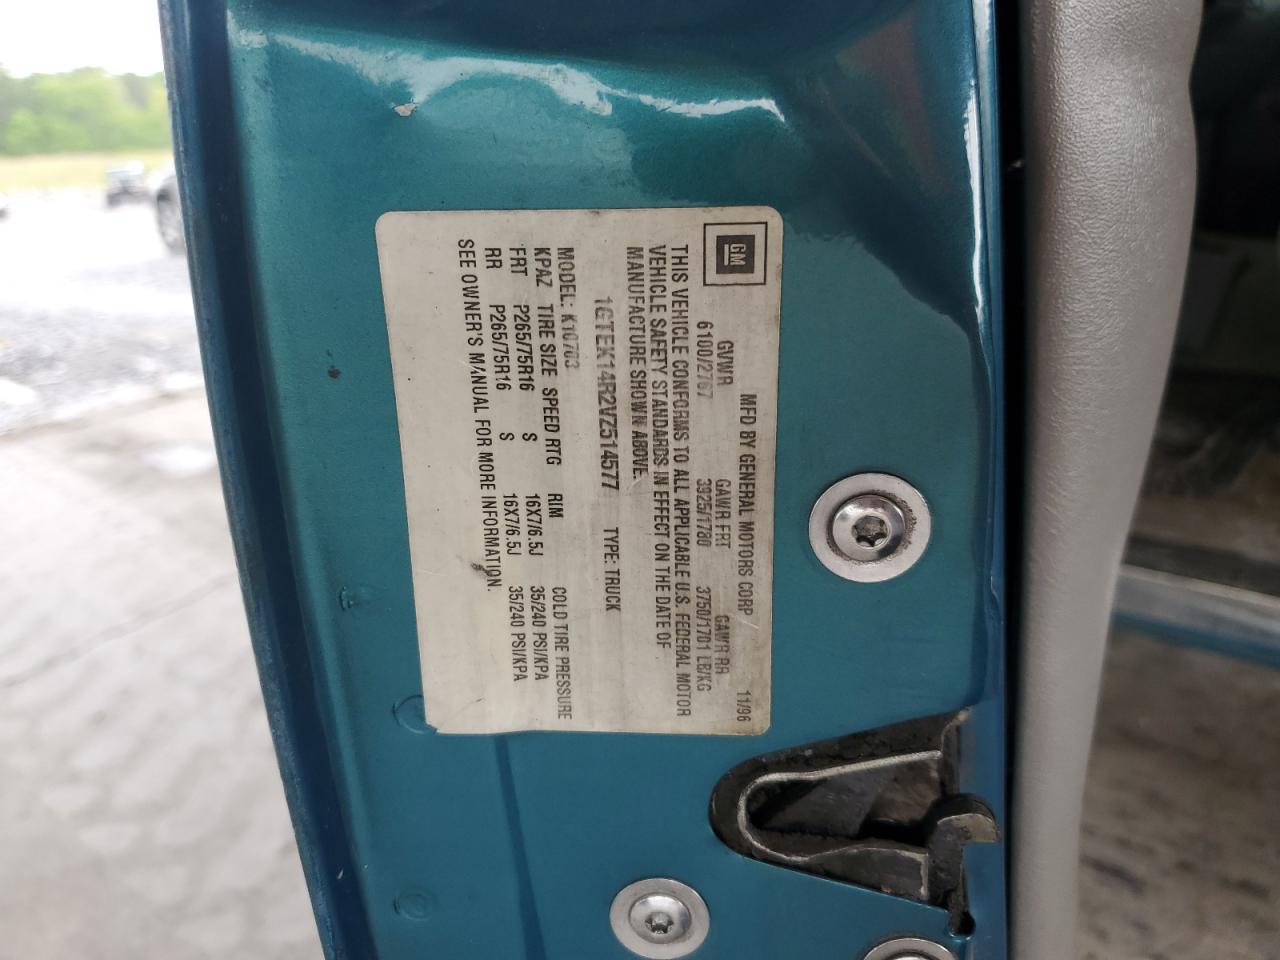 GM
MFD BY GENERAL MOTORS CORP 11/96
GVWR GAWR FRT GAWR RR
6100/2767 3925/1780 3750/1701 LB/KG
THIS VEHICLE CONFORMS TO ALL APPLICABLE U.S. FEDERAL MOTOR
VEHICLE SAFETY STANDARDS IN EFFECT ON THE DATE OF
MANUFACTURE SHOWN ABOVE.
1GTEK14R2VZ514577 TYPE: TRUCK
MODEL: K10703
KPAZ TIRE SIZE SPEED RTG RIM COLD TIRE PRESSURE
FRT P265/75R16 S 16X7/6.5J 35/240 PSI/KPA
RR P265/75R16 S 16X7/6.5J 35/240 PSI/KPA
SEE OWNER'S MANUAL FOR MORE INFORMATION.